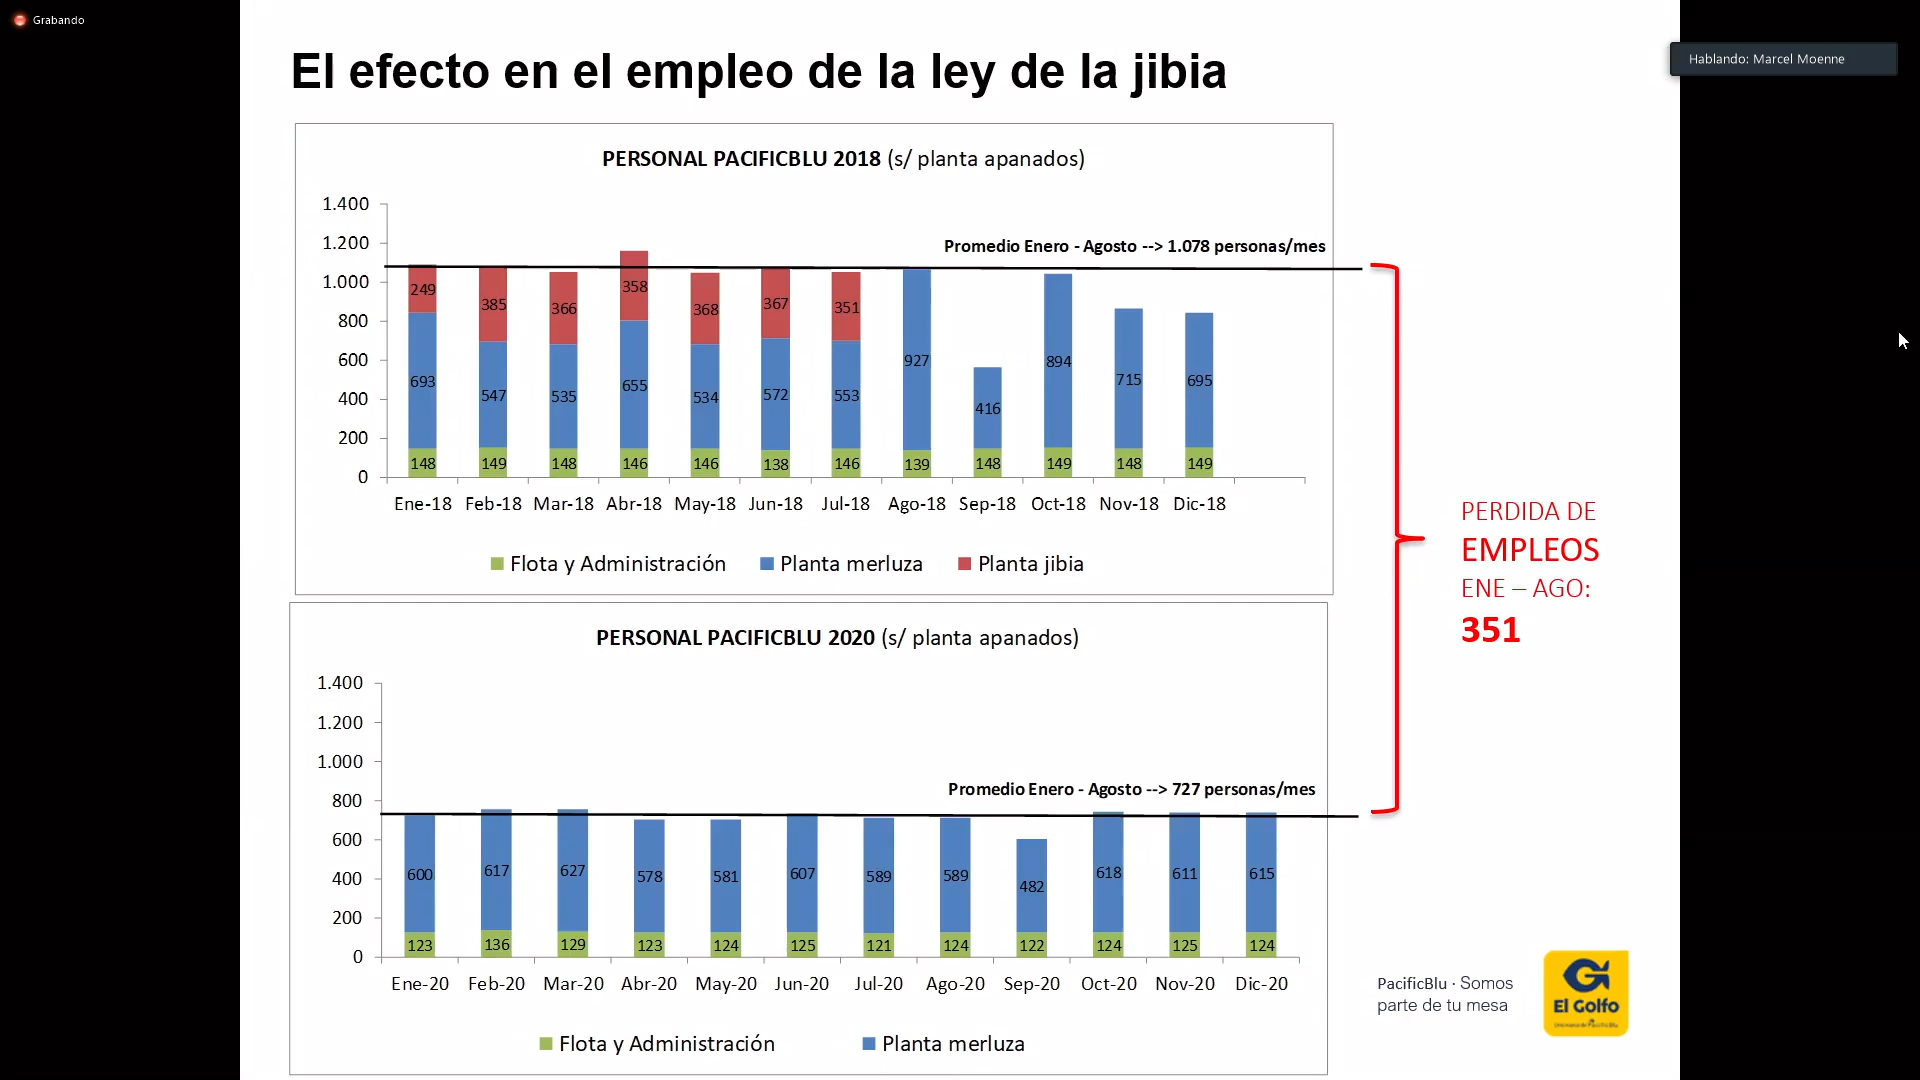 Grabando
Hablando: Marcel Moenne
El efecto en el empleo de la ley de la jibia
PERSONAL PACIFICBLU 2018 (s/ planta apanados)
1.400
1.200
1.000
800
600
400
200
0
Promedio Enero - Agosto --> 1.078 personas/mes
249 385 366 358 368 367 351
693 547 535 655 534 572 553 927 416 894 715 695
148 149 148 146 146 138 146 139 148 149 148 149
Ene-18 Feb-18 Mar-18 Abr-18 May-18 Jun-18 Jul-18 Ago-18 Sep-18 Oct-18 Nov-18 Dic-18
Flota y Administración Planta merluza Planta jibia
PERDIDA DE
EMPLEOS
ENE – AGO:
351
PERSONAL PACIFICBLU 2020 (s/ planta apanados)
1.400
1.200
1.000
800
600
400
200
0
Promedio Enero - Agosto --> 727 personas/mes
600 617 627 578 581 607 589 589 482 618 611 615
123 136 129 123 124 125 121 124 122 124 125 124
Ene-20 Feb-20 Mar-20 Abr-20 May-20 Jun-20 Jul-20 Ago-20 Sep-20 Oct-20 Nov-20 Dic-20
Flota y Administración Planta merluza
PacificBlu · Somos
parte de tu mesa
El Golfo